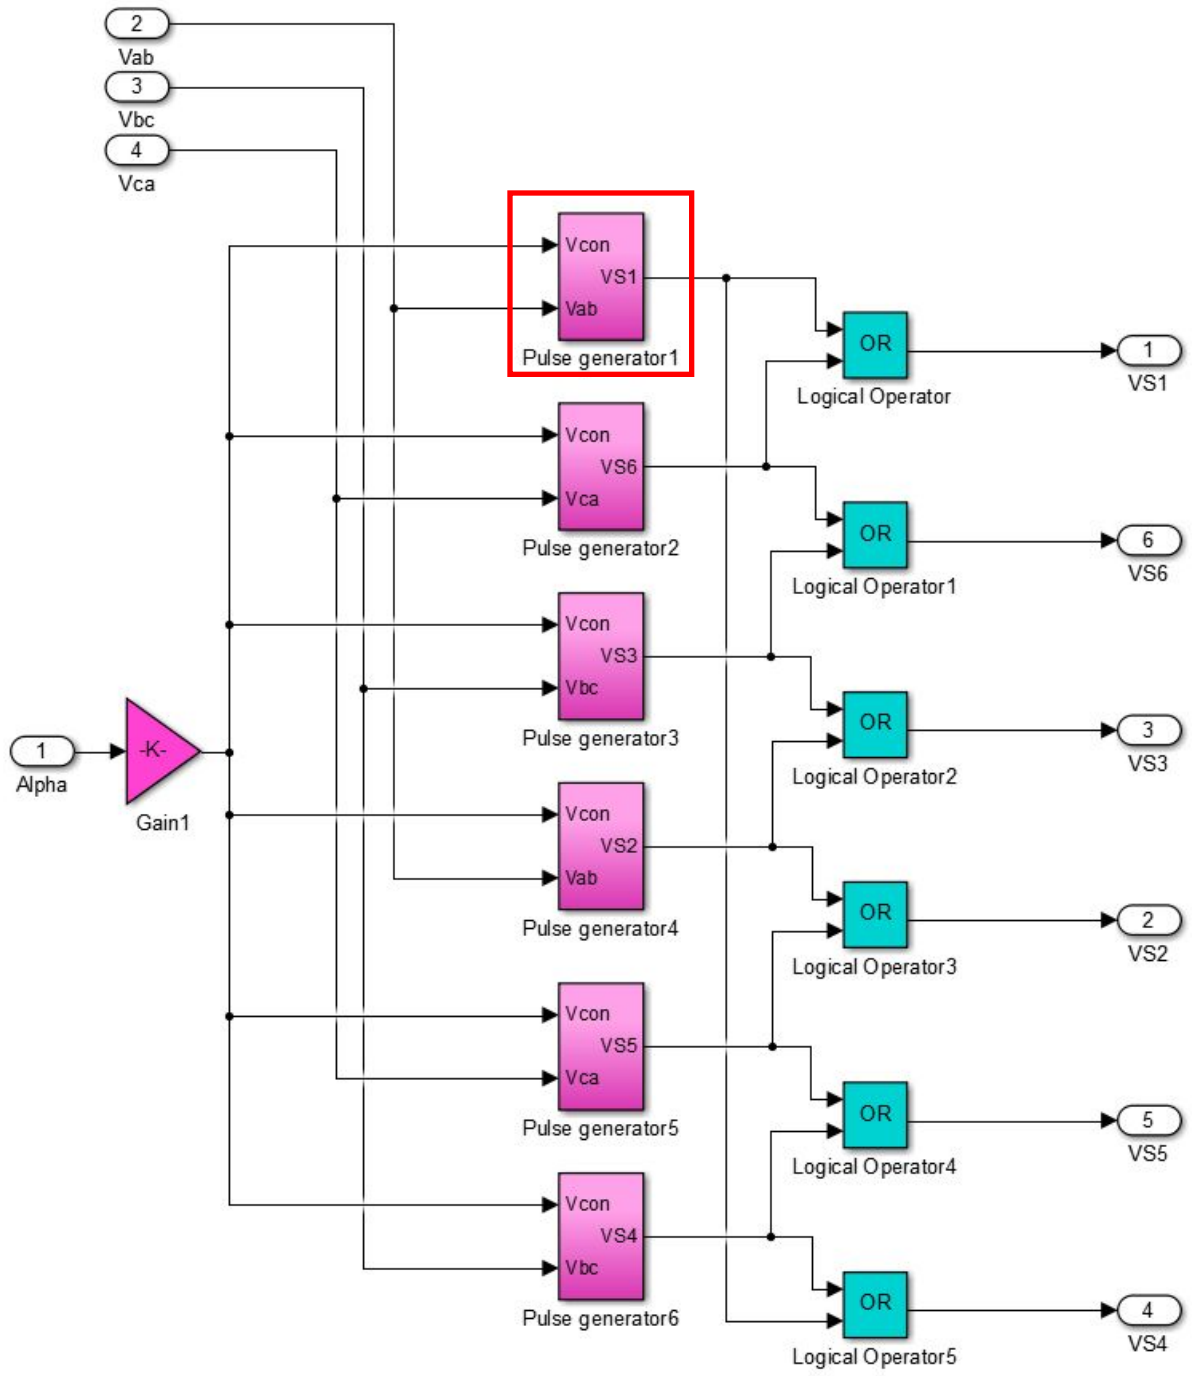 2
Vab
3
Vbc
4
Vca
Vcon
VS1
Vab
Pulse generator1
OR
Logical Operator
1
VS1
Vcon
VS6
Vca
Pulse generator2
OR
Logical Operator1
6
VS6
Vcon
VS3
Vbc
Pulse generator3
OR
Logical Operator2
3
VS3
1
Alpha
-K-
Gain1
Vcon
VS2
Vab
Pulse generator4
OR
Logical Operator3
2
VS2
Vcon
VS5
Vca
Pulse generator5
OR
Logical Operator4
5
VS5
Vcon
VS4
Vbc
Pulse generator6
OR
Logical Operator5
4
VS4